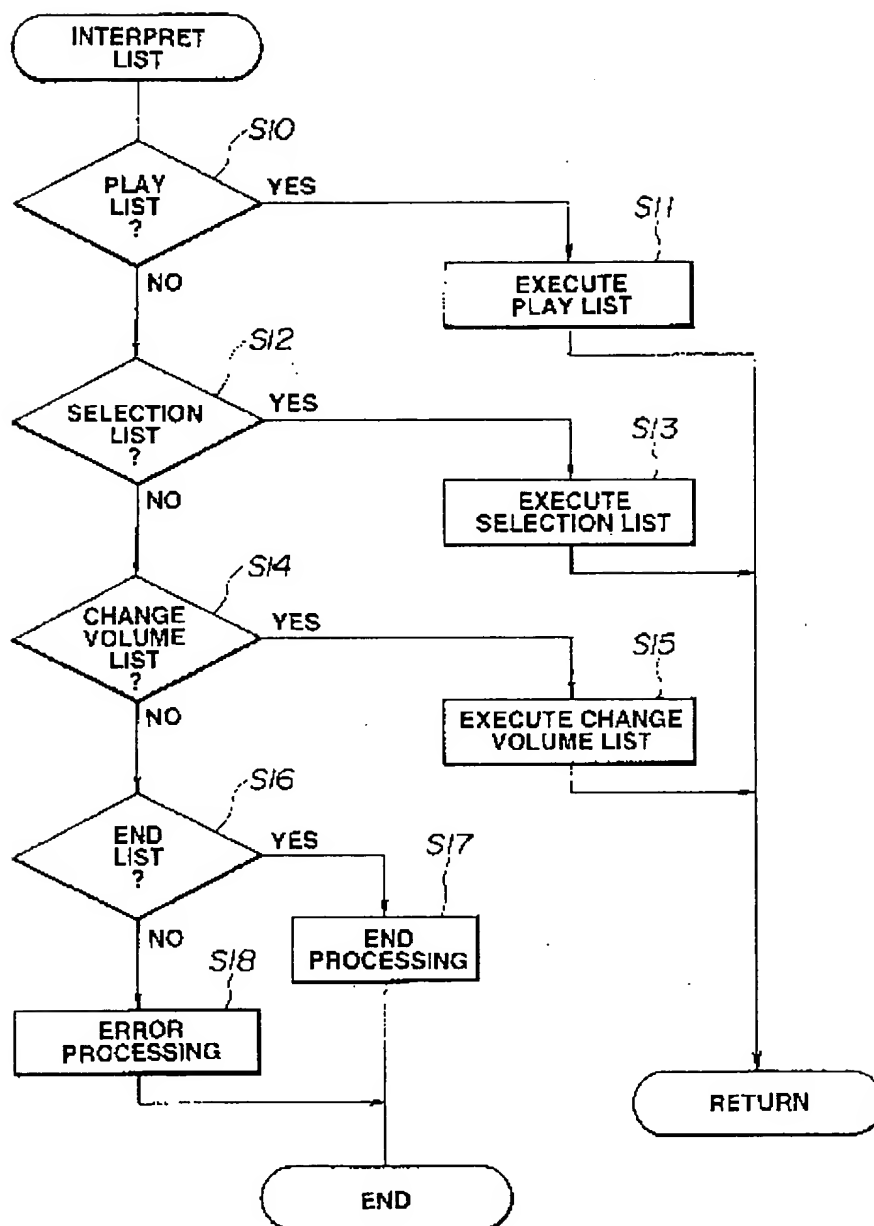 INTERPRET
LIST
S10
PLAY
LIST
?
YES
NO
S11
EXECUTE
PLAY LIST
S12
SELECTION
LIST
?
YES
NO
S13
EXECUTE
SELECTION LIST
S14
CHANGE
VOLUME
LIST
?
YES
NO
S15
EXECUTE CHANGE
VOLUME LIST
S16
END
LIST
?
YES
NO
S17
END
PROCESSING
S18
ERROR
PROCESSING
RETURN
END